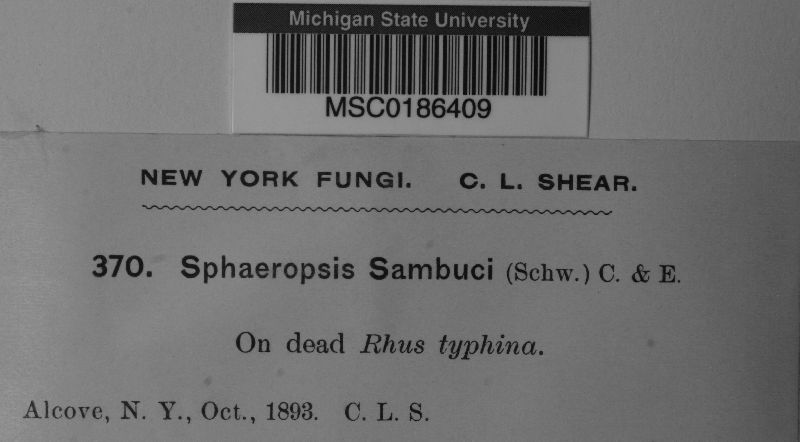 Michigan State University
MSC0186409
NEW YORK FUNGI. C. L. SHEAR.
370. Sphaeropsis Sambuci (Schw.) C. & E.
On dead Rhus typhina.
Alcove, N. Y., Oct., 1893. C. L. S.